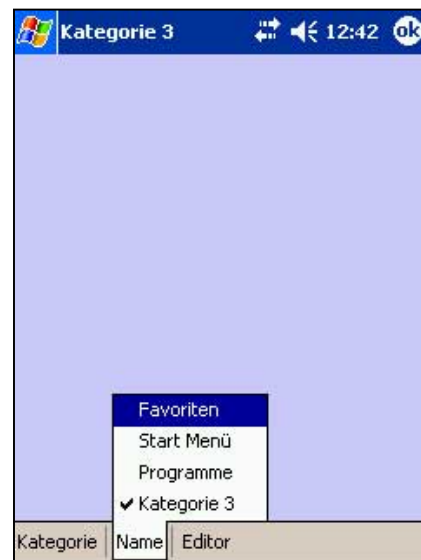 Kategorie 3 12:42 ok
Favoriten
Start Menü
Programme
Kategorie 3
Kategorie Name Editor